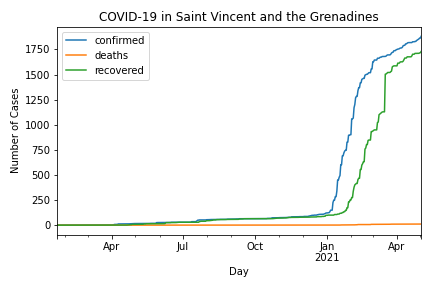 COVID-19 in Saint Vincent and the Grenadines
confirmed
deaths
recovered
Number of Cases
1750
1500
1250
1000
750
500
250
0
Apr
Jul
Oct
Jan
2021
Apr
Day